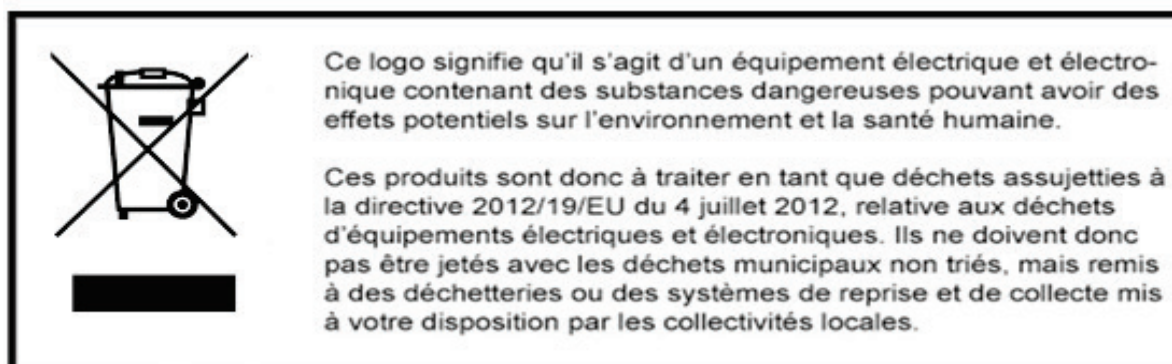 Ce logo signifie qu'il s'agit d'un équipement électrique et électro-
nique contenant des substances dangereuses pouvant avoir des
effets potentiels sur l'environnement et la santé humaine.
Ces produits sont donc à traiter en tant que déchets assujetties à
la directive 2012/19/EU du 4 juillet 2012, relative aux déchets
d'équipements électriques et électroniques. Ils ne doivent donc
pas être jetés avec les déchets municipaux non triés, mais remis
à des déchetteries ou des systèmes de reprise et de collecte mis
à votre disposition par les collectivités locales.